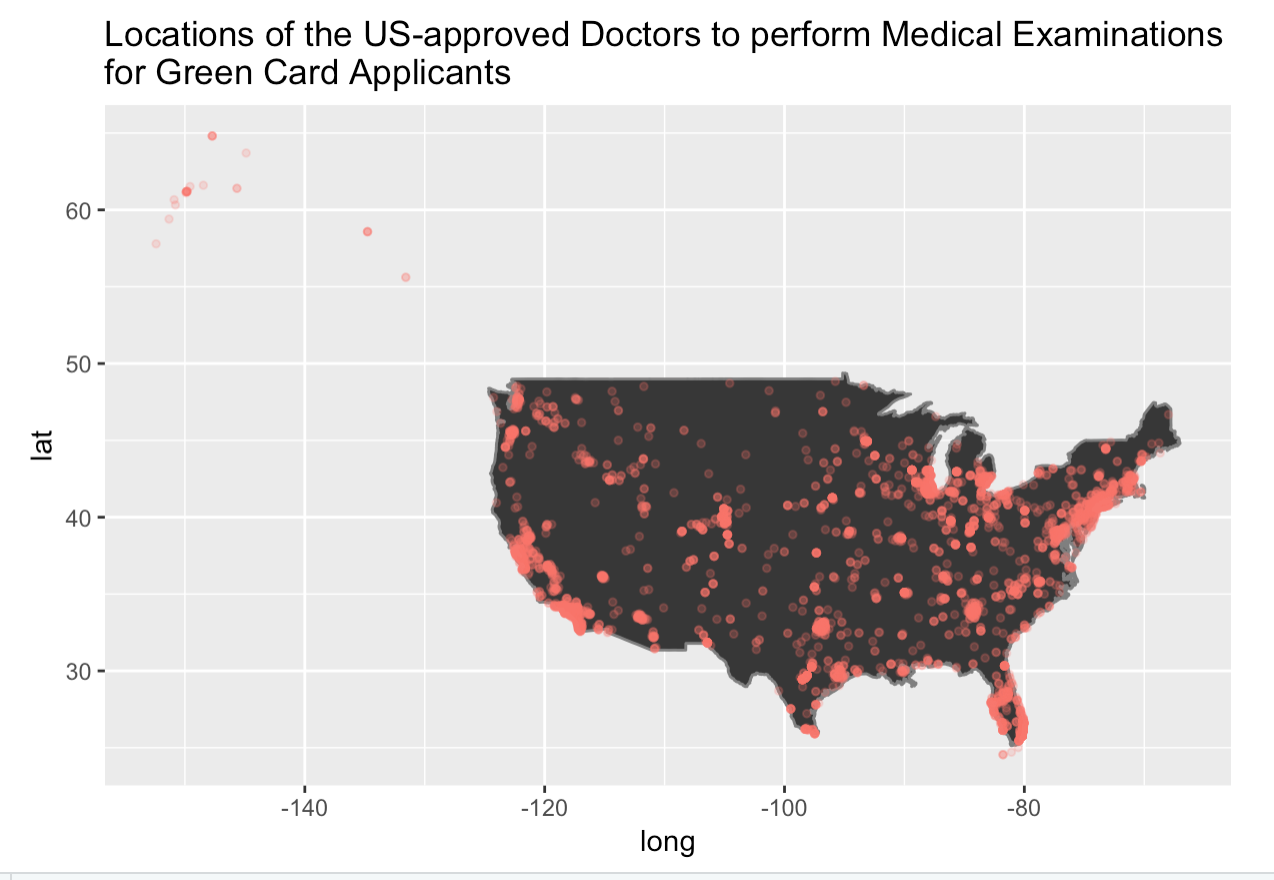 Locations of the US-approved Doctors to perform Medical Examinations
for Green Card Applicants
60
50
lat
40
30
-140
-120
-100
-80
long